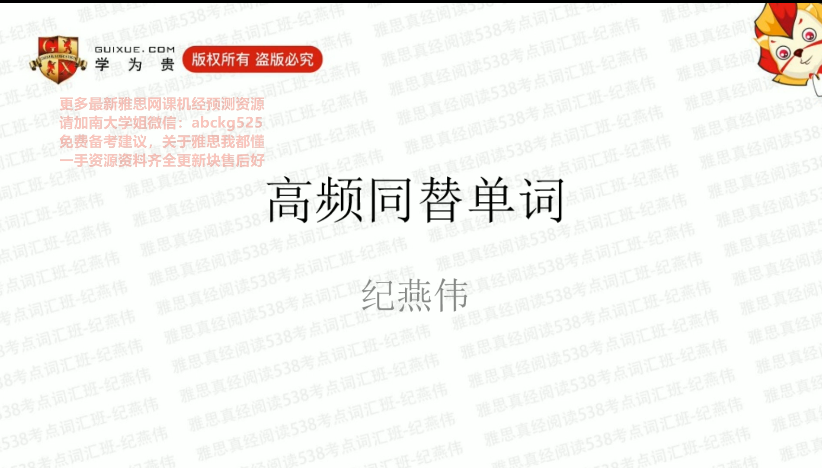 GUIXUE.COM
学为贵
版权所有 盗版必究
更多最新雅思网课机经预测资源
请加南大学姐微信：abckg525
免费备考建议，关于雅思我都懂
一手资源资料齐全更新块售后好
高频同替单词
纪燕伟
雅思真经阅读538考点词汇班-纪燕伟